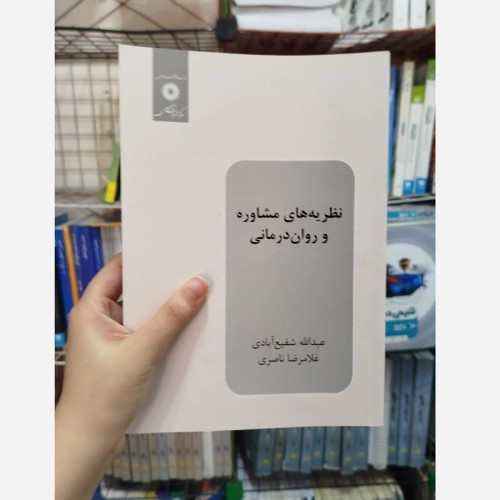 نظریه‌های مشاوره
و روان‌درمانی
عبدالله شفیع‌آبادی
غلامرضا ناصری